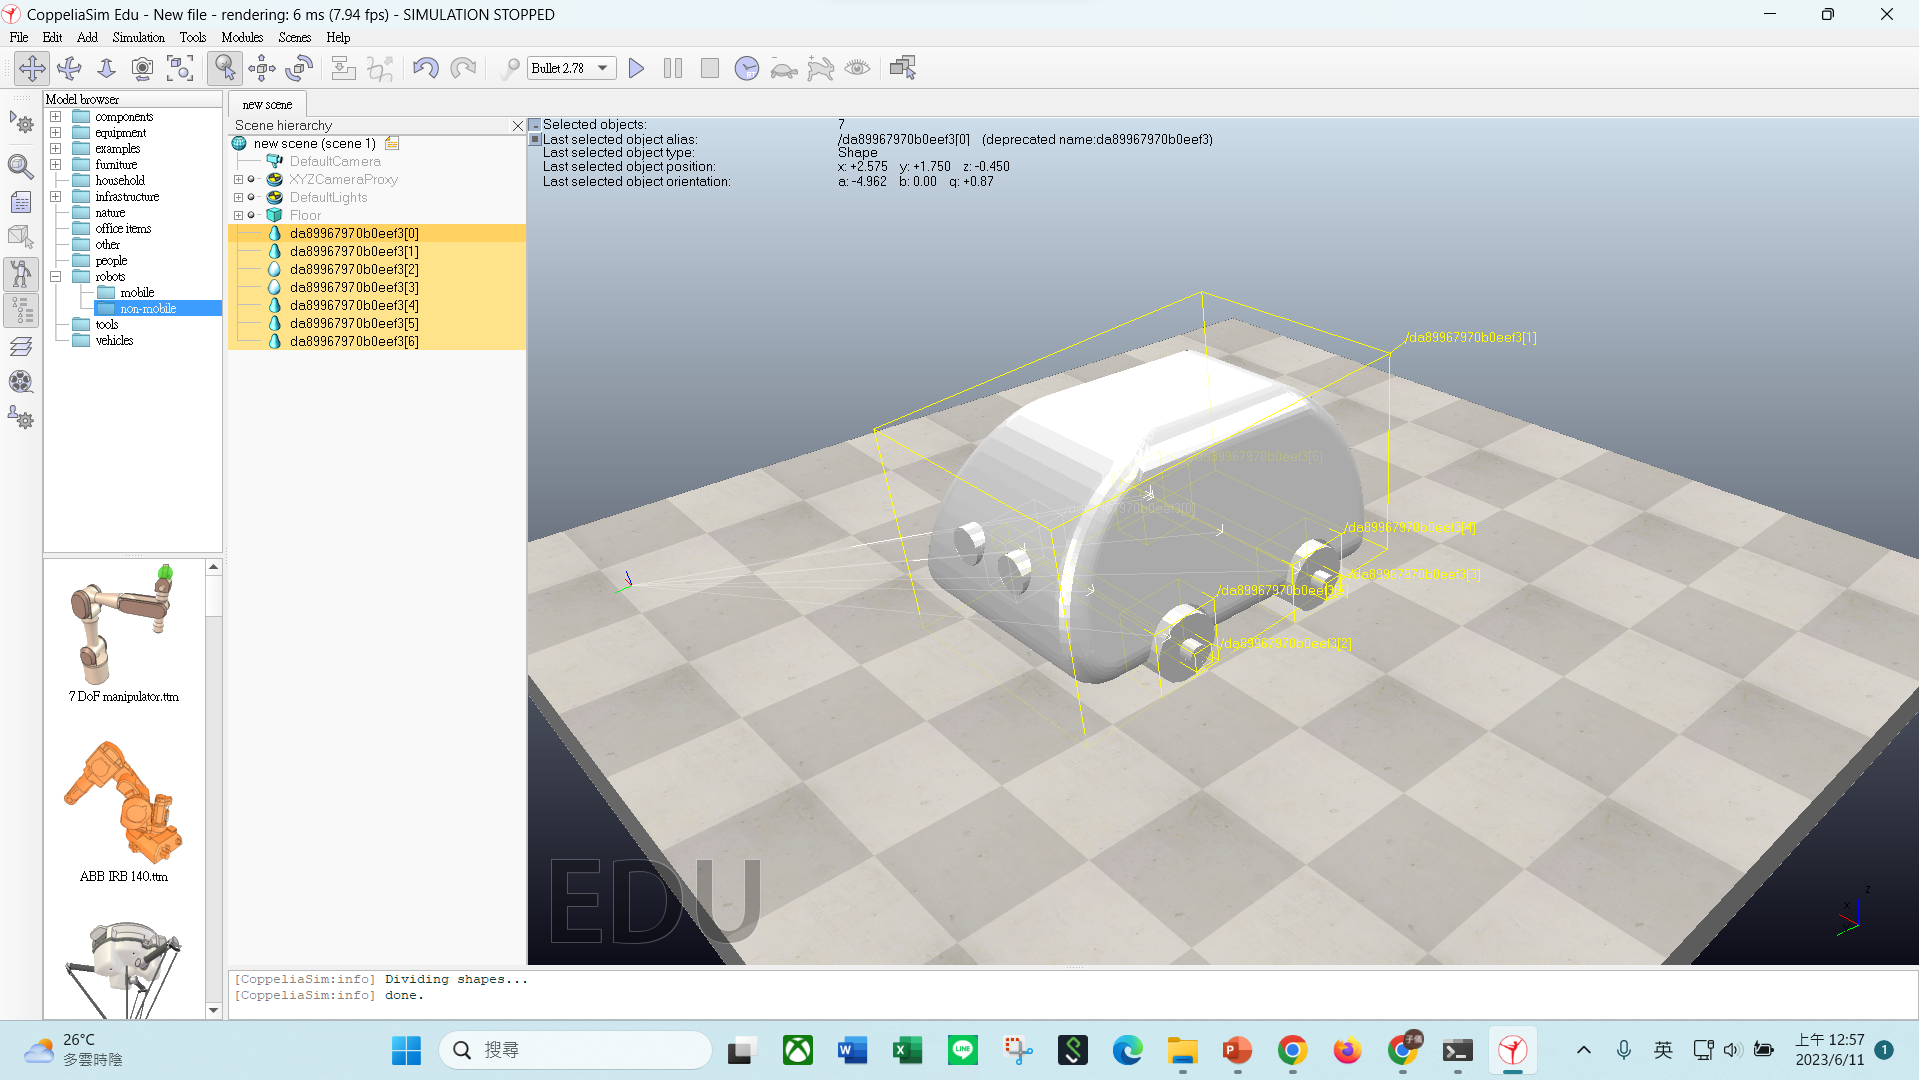 CoppeliaSim Edu - New file - rendering: 6 ms (7.94 fps) - SIMULATION STOPPED
File Edit Add Simulation Tools Modules Scenes Help
Bullet 2.78
Model browser
components
equipment
examples
furniture
household
infrastructure
nature
office items
other
people
robots
mobile
non-mobile
tools
vehicles
7 DoF manipulator.ttm
ABB IRB 140.ttm
new scene
Scene hierarchy
new scene (scene 1)
DefaultCamera
XYZCameraProxy
DefaultLights
Floor
da89967970b0eef3[0]
da89967970b0eef3[1]
da89967970b0eef3[2]
da89967970b0eef3[3]
da89967970b0eef3[4]
da89967970b0eef3[5]
da89967970b0eef3[6]
Selected objects: 7
Last selected object alias: /da89967970b0eef3[0] (deprecated name:da89967970b0eef3)
Last selected object type: Shape
Last selected object position: x: +2.575 y: +1.750 z: -0.450
Last selected object orientation: a: -4.962 b: 0.00 g: +0.87
/da89967970b0eef3[1]
/da89967970b0eef3[6]
/da89967970b0eef3[0]
/da89967970b0eef3[4]
/da89967970b0eef3[3]
/da89967970b0eef3
/da89967970b0eef3[2]
EDU
z
x
[CoppeliaSim:info] Dividing shapes...
[CoppeliaSim:info] done.
26°C
多雲時陰
搜尋
LINE
英
上午 12:57
2023/6/11
1